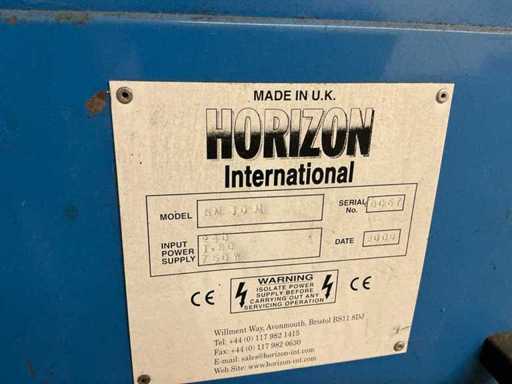 MADE IN U.K.
HORIZON
International
MODEL
SERIAL No.
INPUT POWER SUPPLY
240
750W
DATE
WARNING
ISOLATE POWER
SUPPLY BEFORE
CARRYING OUT ANY
SERVICING OPERATION
CE
CE
Willment Way, Avonmouth, Bristol BS11 8DJ
Tel: +44 (0) 117 982 1415
Fax: +44 (0) 117 982 0630
E-mail: sales@horizon-int.com
Web Site: www.horizon-int.com